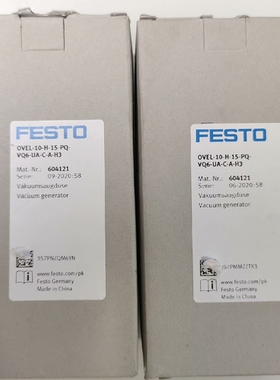 FESTO
OVEL-10-H-15-PQ-
VQ6-UA-C-A-H3
Mat.-Nr.: 604121
Serie: 09-2020:58
Vakuumsaugdüse
Vacuum generator
www.festo.com/pk
Festo Germany
Made in China
FESTO
OVEL-10-H-15-PQ-
VQ6-UA-C-A-H3
Mat.-Nr.: 604121
Serie: 06-2020:58
Vakuumsaugdüse
Vacuum generator
www.festo.com/pk
Festo Germany
Made in China